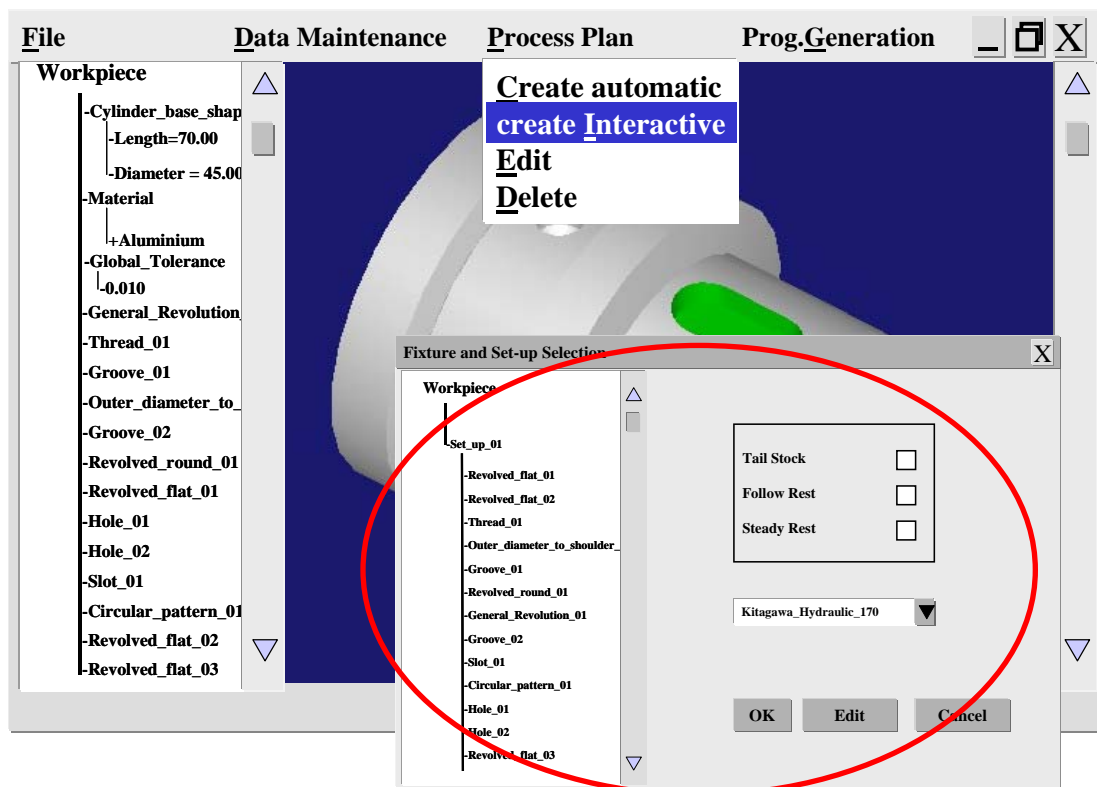 File Data Maintenance Process Plan Prog.Generation _ X
Create automatic
create Interactive
Edit
Delete
Workpiece
-Cylinder_base_shap
-Length=70.00
-Diameter = 45.00
-Material
+Aluminium
-Global_Tolerance
-0.010
-General_Revolution_
-Thread_01
-Groove_01
-Outer_diameter_to_
-Groove_02
-Revolved_round_01
-Revolved_flat_01
-Hole_01
-Hole_02
-Slot_01
-Circular_pattern_01
-Revolved_flat_02
-Revolved_flat_03
Fixture and Set-up Selection X
Workpiece
-Set_up_01
-Revolved_flat_01
-Revolved_flat_02
-Thread_01
-Outer_diameter_to_shoulder_
-Groove_01
-Revolved_round_01
-General_Revolution_01
-Groove_02
-Slot_01
-Circular_pattern_01
-Hole_01
-Hole_02
-Revolved_flat_03
Tail Stock
Follow Rest
Steady Rest
Kitagawa_Hydraulic_170
OK Edit Cancel